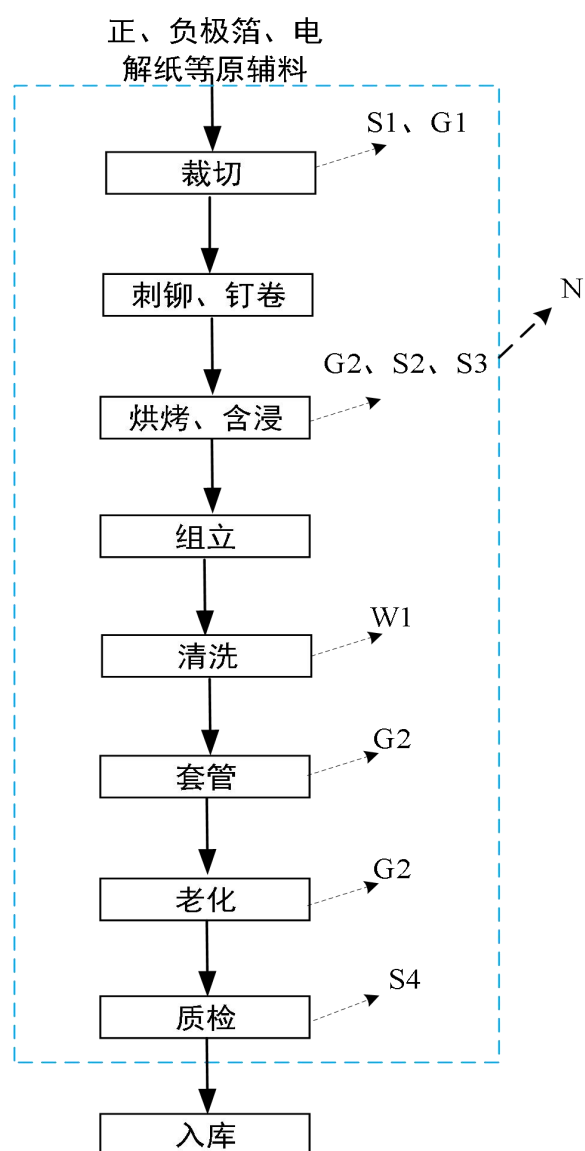 正、负极箔、电
解纸等原辅料
S1、G1
裁切
刺铆、钉卷
N
G2、S2、S3
烘烤、含浸
组立
W1
清洗
G2
套管
G2
老化
S4
质检
入库